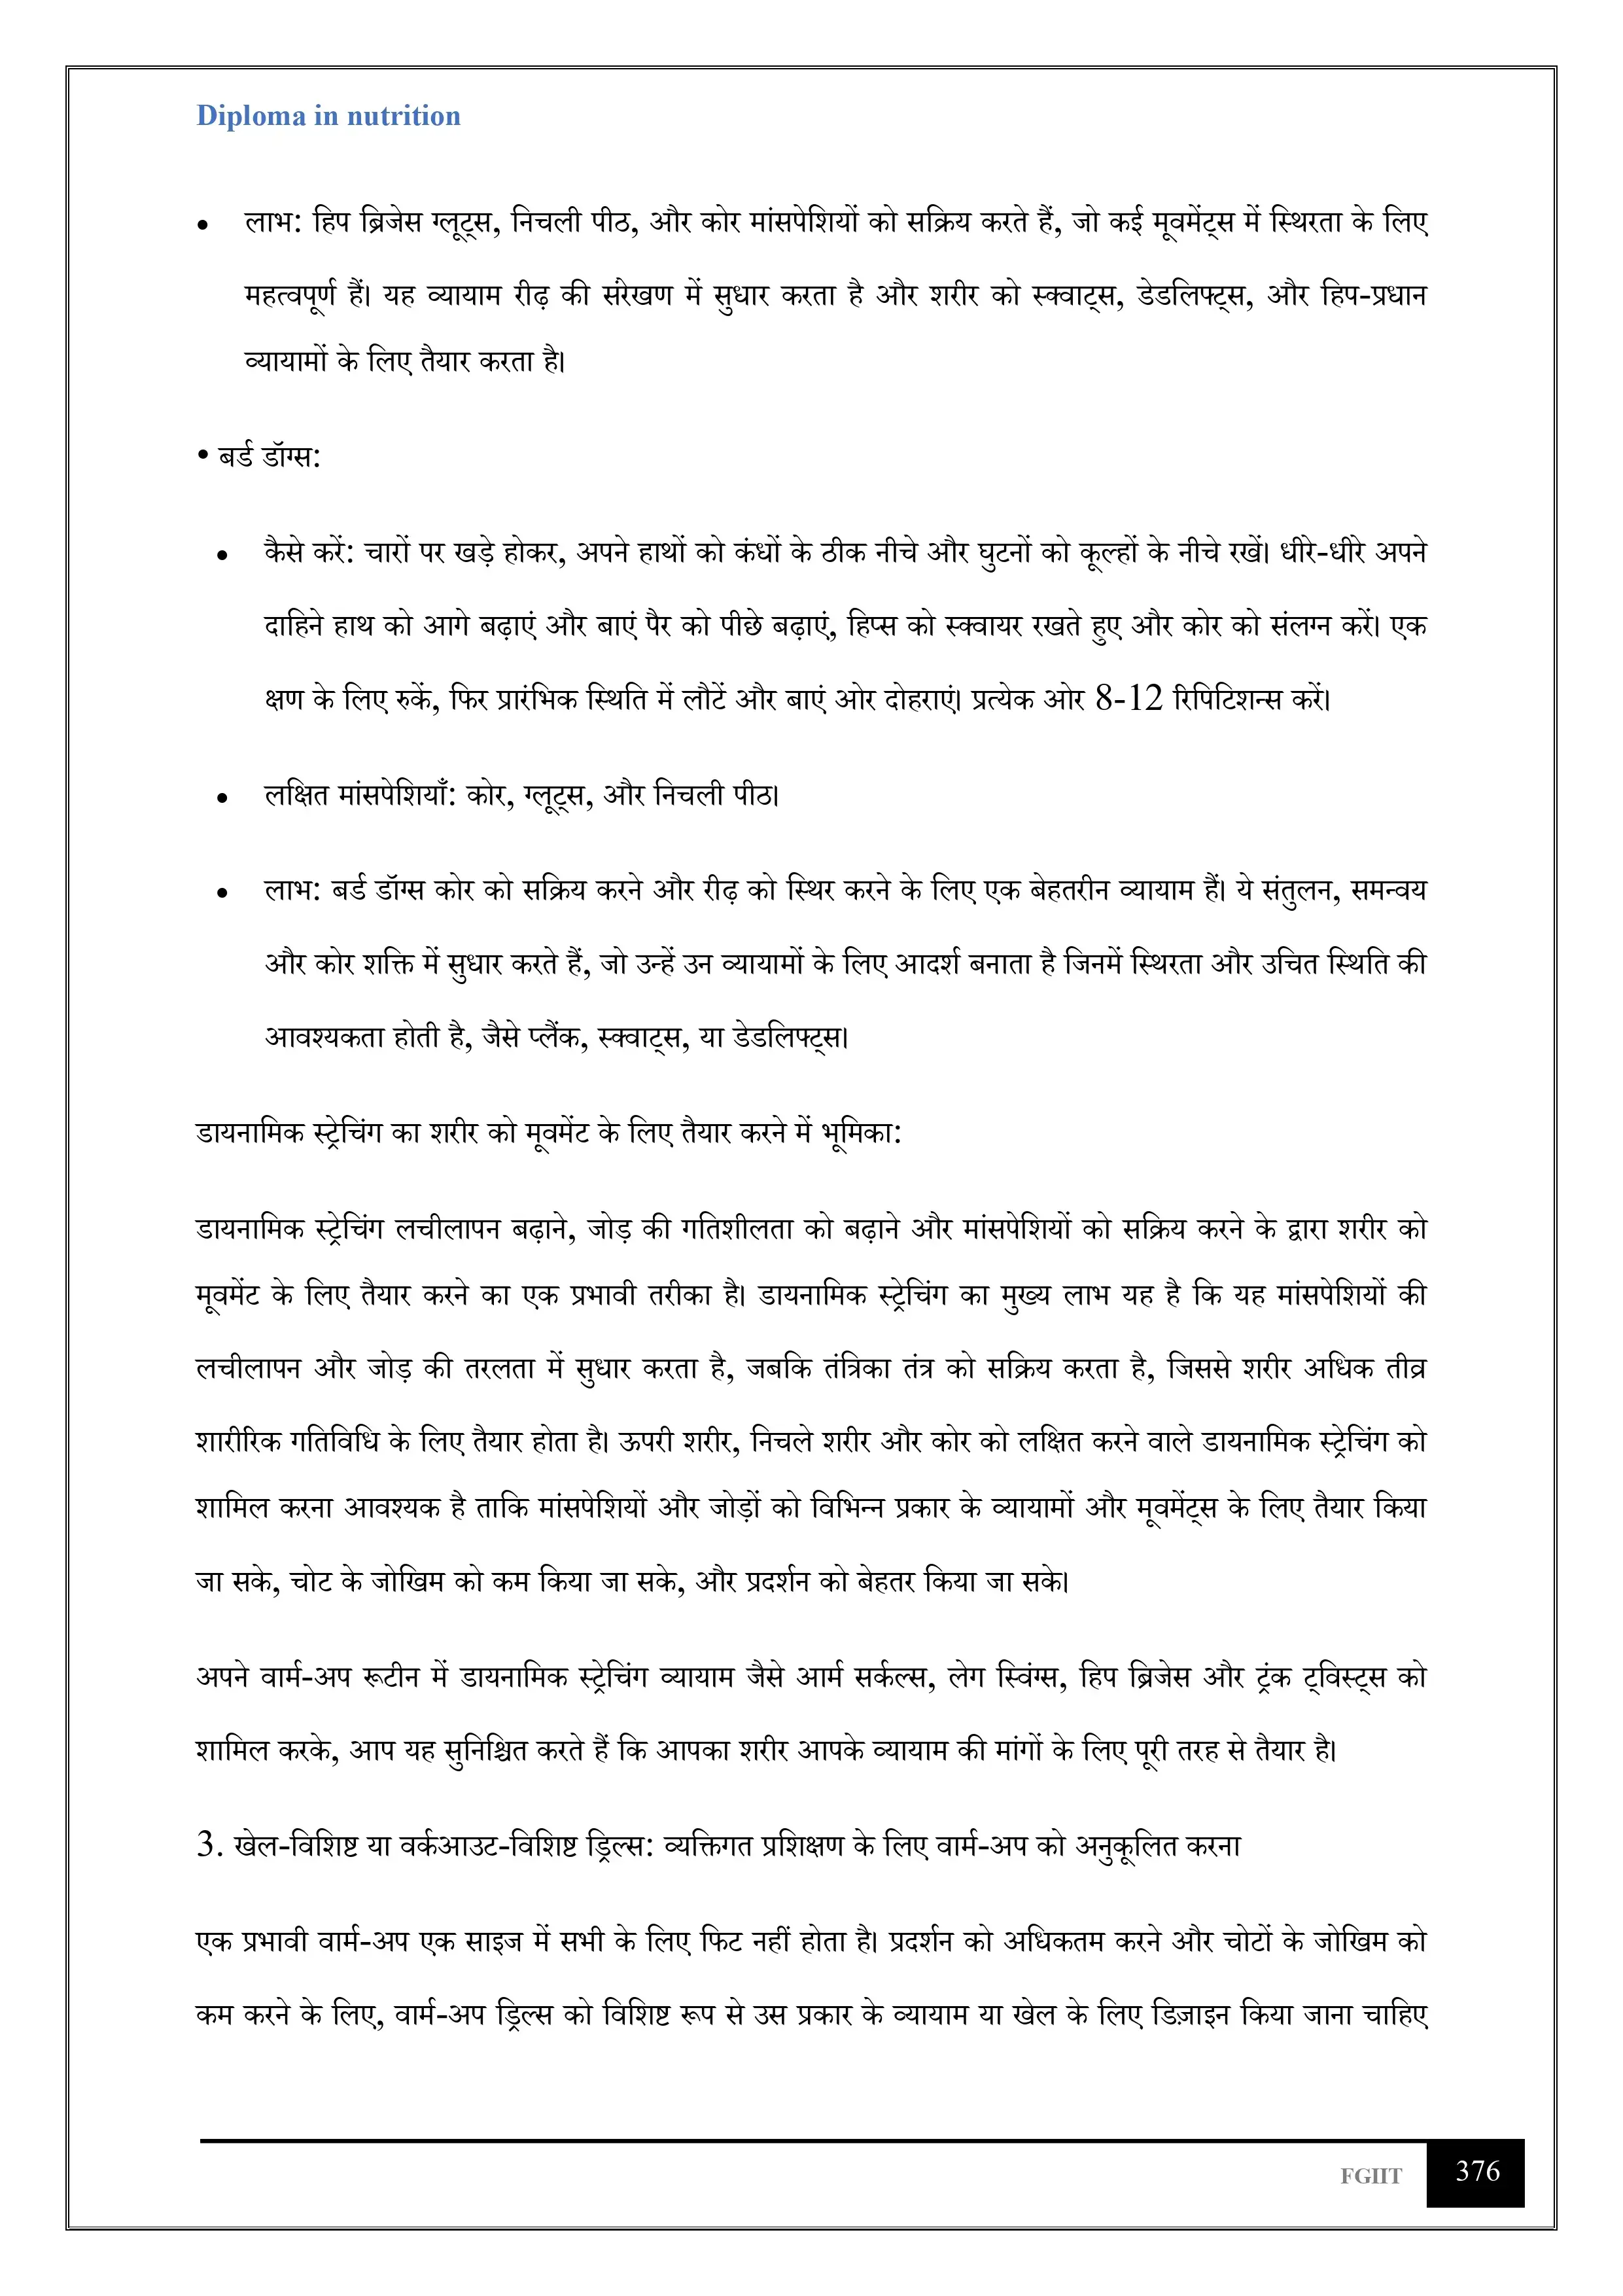 Diploma in nutrition
• लाभ: हिप ब्रिजेस ग्लूट्स, निचली पीठ, और कोर मांसपेशियों को सक्रिय करते हैं, जो कई मूवमेंट्स में स्थिरता के लिए
महत्वपूर्ण हैं। यह व्यायाम रीढ़ की संरेखण में सुधार करता है और शरीर को स्क्वाट्स, डेडलिफ्ट्स, और हिप-प्रधान
व्यायामों के लिए तैयार करता है।
• बर्ड डॉग्स:
• कैसे करें: चारों पर खड़े होकर, अपने हाथों को कंधों के ठीक नीचे और घुटनों को कूल्हों के नीचे रखें। धीरे-धीरे अपने
दाहिने हाथ को आगे बढ़ाएं और बाएं पैर को पीछे बढ़ाएं, हिप्स को स्क्वायर रखते हुए और कोर को संलग्न करें। एक
क्षण के लिए रुकें, फिर प्रारंभिक स्थिति में लौटें और बाएं ओर दोहराएं। प्रत्येक ओर 8-12 रिपिटिशन्स करें।
• लक्षित मांसपेशियाँ: कोर, ग्लूट्स, और निचली पीठ।
• लाभ: बर्ड डॉग्स कोर को सक्रिय करने और रीढ़ को स्थिर करने के लिए एक बेहतरीन व्यायाम हैं। ये संतुलन, समन्वय
और कोर शक्ति में सुधार करते हैं, जो उन्हें उन व्यायामों के लिए आदर्श बनाता है जिनमें स्थिरता और उचित स्थिति की
आवश्यकता होती है, जैसे प्लैंक, स्क्वाट्स, या डेडलिफ्ट्स।
डायनामिक स्ट्रेचिंग का शरीर को मूवमेंट के लिए तैयार करने में भूमिका:
डायनामिक स्ट्रेचिंग लचीलापन बढ़ाने, जोड़ की गतिशीलता को बढ़ाने और मांसपेशियों को सक्रिय करने के द्वारा शरीर को
मूवमेंट के लिए तैयार करने का एक प्रभावी तरीका है। डायनामिक स्ट्रेचिंग का मुख्य लाभ यह है कि यह मांसपेशियों की
लचीलापन और जोड़ की तरलता में सुधार करता है, जबकि तंत्रिका तंत्र को सक्रिय करता है, जिससे शरीर अधिक तीव्र
शारीरिक गतिविधि के लिए तैयार होता है। ऊपरी शरीर, निचले शरीर और कोर को लक्षित करने वाले डायनामिक स्ट्रेचिंग को
शामिल करना आवश्यक है ताकि मांसपेशियों और जोड़ों को विभिन्न प्रकार के व्यायामों और मूवमेंट्स के लिए तैयार किया
जा सके, चोट के जोखिम को कम किया जा सके, और प्रदर्शन को बेहतर किया जा सके।
अपने वार्म-अप रूटीन में डायनामिक स्ट्रेचिंग व्यायाम जैसे आर्म सर्कल्स, लेग स्विंग्स, हिप ब्रिजेस और ट्रंक ट्विस्ट्स को
शामिल करके, आप यह सुनिश्चित करते हैं कि आपका शरीर आपके व्यायाम की मांगों के लिए पूरी तरह से तैयार है।
3. खेल-विशिष्ट या वर्कआउट-विशिष्ट ड्रिल्स: व्यक्तिगत प्रशिक्षण के लिए वार्म-अप को अनुकूलित करना
एक प्रभावी वार्म-अप एक साइज में सभी के लिए फिट नहीं होता है। प्रदर्शन को अधिकतम करने और चोटों के जोखिम को
कम करने के लिए, वार्म-अप ड्रिल्स को विशिष्ट रूप से उस प्रकार के व्यायाम या खेल के लिए डिज़ाइन किया जाना चाहिए
FGIIT 376